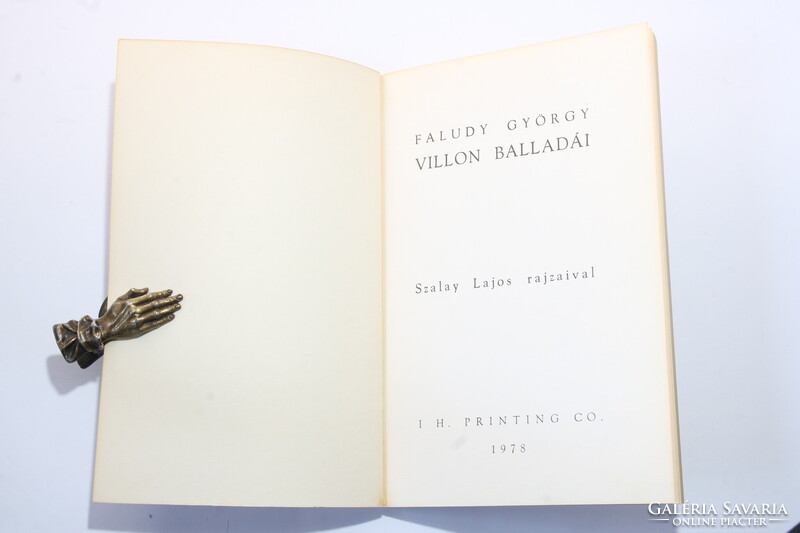 FALUDY GYÖRGY
VILLON BALLADÁI
Szalay Lajos rajzaival
I H. PRINTING CO.
1978
GALÉRIA SAVARIA
ONLINE PIACTÉR